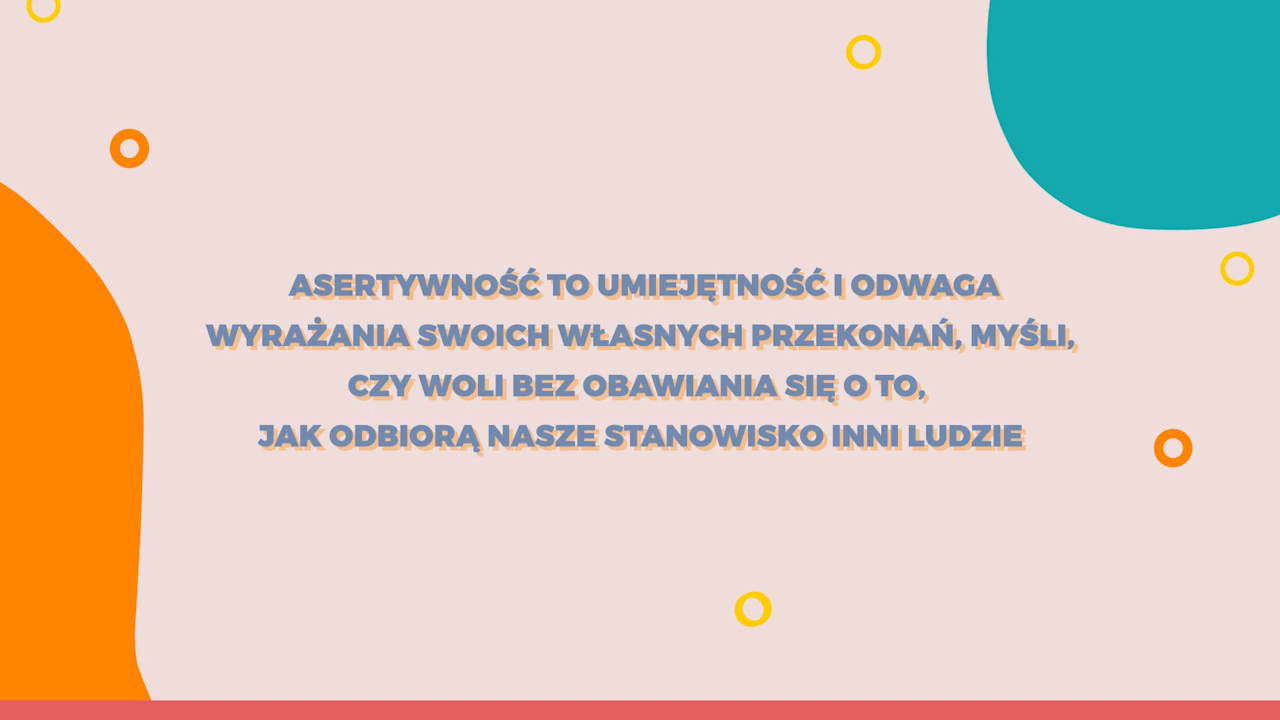 ASERTYWNOŚĆ TO UMIEJĘTNOŚĆ I ODWAGA
WYRAŻANIA SWOICH WŁASNYCH PRZEKONAŃ, MYŚLI,
CZY WOLI BEZ OBAWIANIA SIĘ O TO,
JAK ODBIORĄ NASZE STANOWISKO INNI LUDZIE